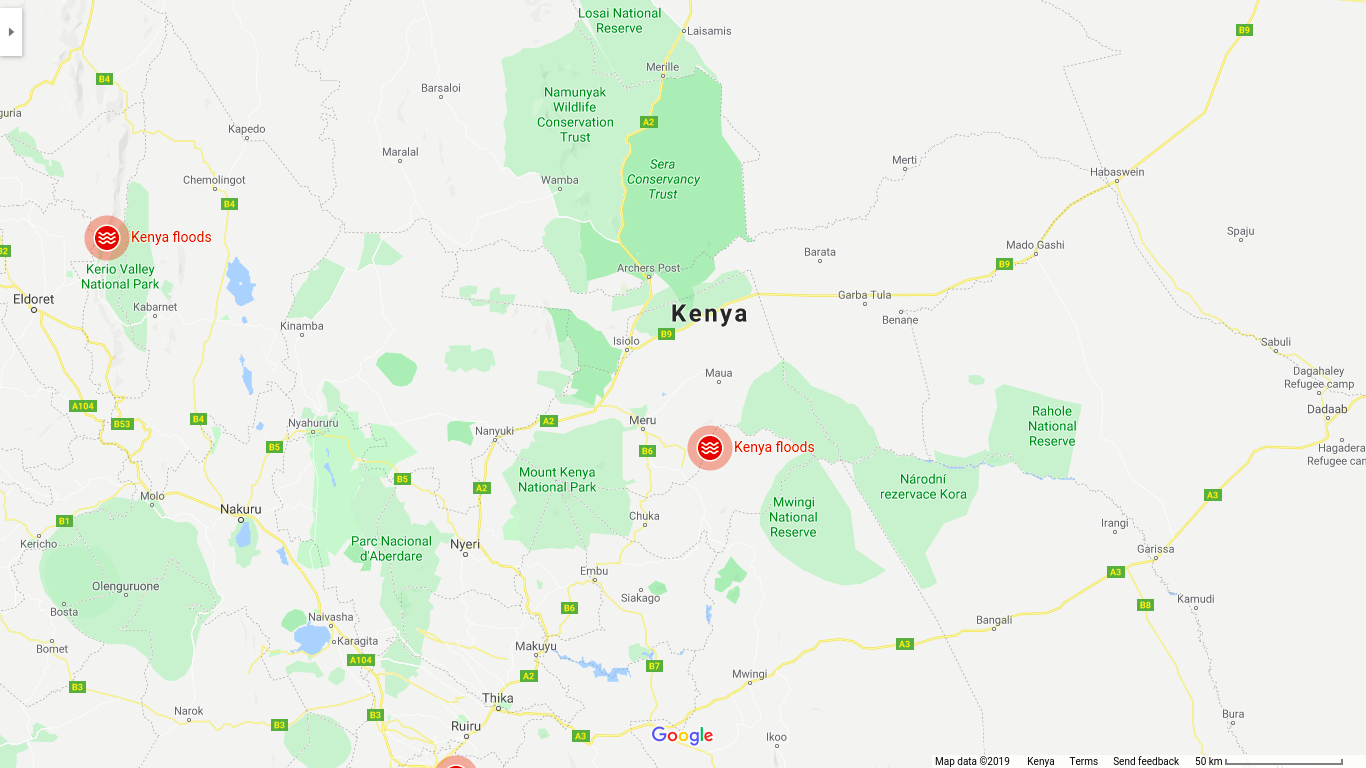 Losai National
Reserve
Laisamis
B9
Merille
B4
Barsaloi
Namunyak
Wildlife
Conservation
Trust
guria
A2
Kapedo
Maralal
Merti
Sera
Conservancy
Trust
Habaswein
Chemolingot
Wamba
B4
Kenya floods
Spaju
Mado Gashi
B2
Barata
B9
Kerio Valley
National Park
Archers Post
Eldoret
Kabarnet
Garba Tula
Kenya
Benane
Kinamba
B9
Isiolo
Sabuli
Maua
Dagahaley
Refugee camp
A104
Dadaab
B4
B53
Nyahururu
A2
Meru
Rahole
National
Reserve
Nanyuki
B5
Kenya floods
B6
Hagadera
Refugee cam
Mount Kenya
National Park
B5
A2
Národní
rezervace Kora
Molo
A3
Mwingi
National
Reserve
Nakuru
B1
Chuka
Irangi
Kericho
Parc Nacional
d'Aberdare
Nyeri
Garissa
Embu
A3
Olenguruone
Siakago
Kamudi
B6
B8
Bosta
Naivasha
Bangali
Karagita
A3
Bomet
Makuyu
A104
B7
A2
Mwingi
B3
Thika
Narok
B3
B3
Bura
Ruiru
A3
Google
Ikoo
Map data ©2019 Kenya Terms Send feedback 50 km